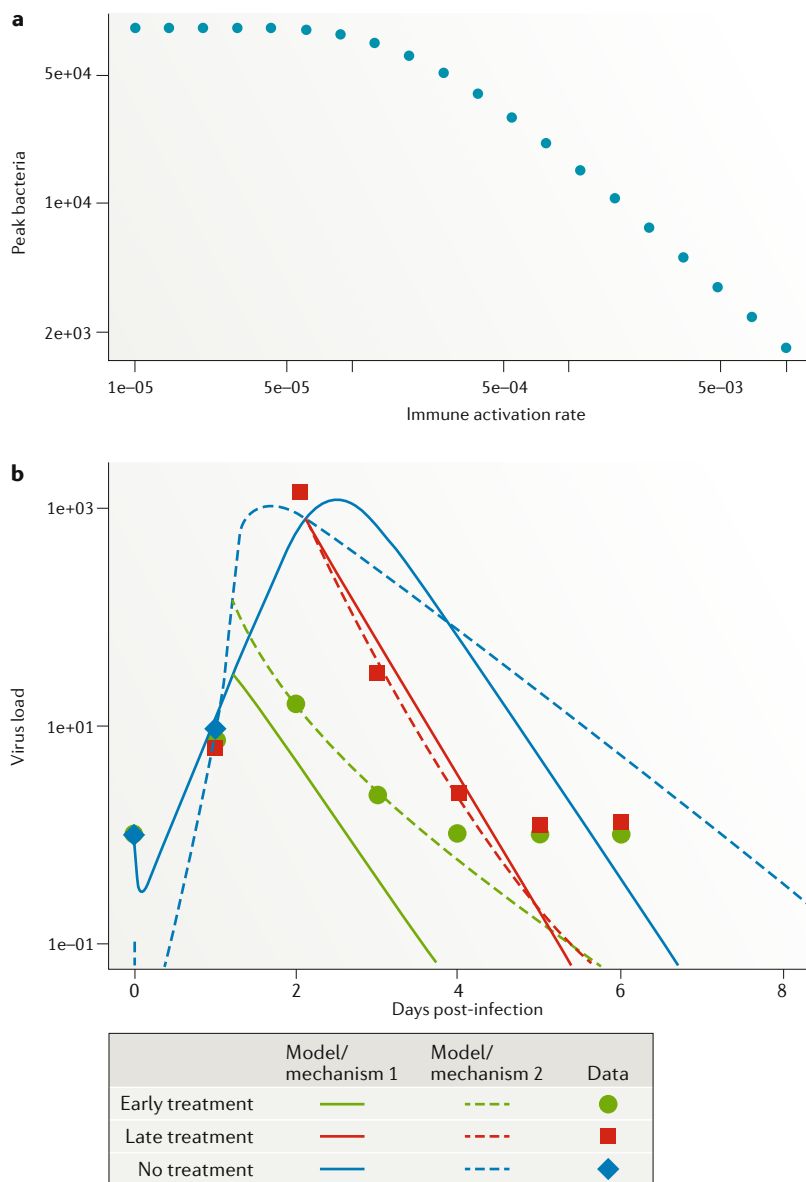 a
5e+04
1e+04
2e+03
Peak bacteria
1e–05
5e–05
5e–04
5e–03
Immune activation rate
b
1e+03
1e+01
1e–01
Virus load
0
2
4
6
8
Days post-infection
Model/
mechanism 1
Model/
mechanism 2
Data
Early treatment
Late treatment
No treatment